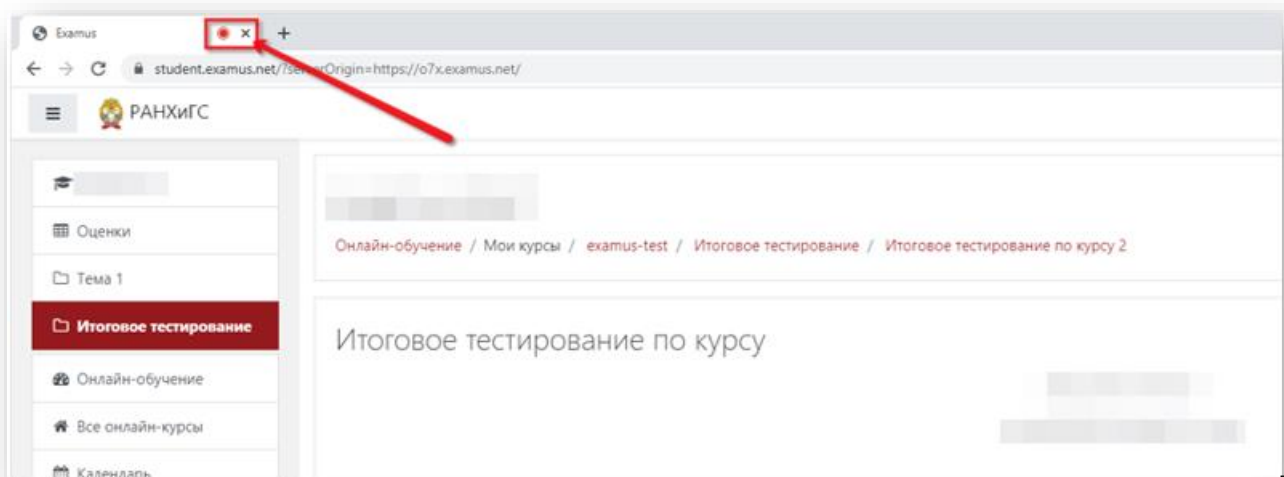 Examus
student.examus.net/?serverOrigin=https://o7x.examus.net/
РАНХиГС
Оценки
Тема 1
Итоговое тестирование
Онлайн-обучение
Все онлайн-курсы
Календарь
Онлайн-обучение / Мои курсы / examus-test / Итоговое тестирование / Итоговое тестирование по курсу 2
Итоговое тестирование по курсу